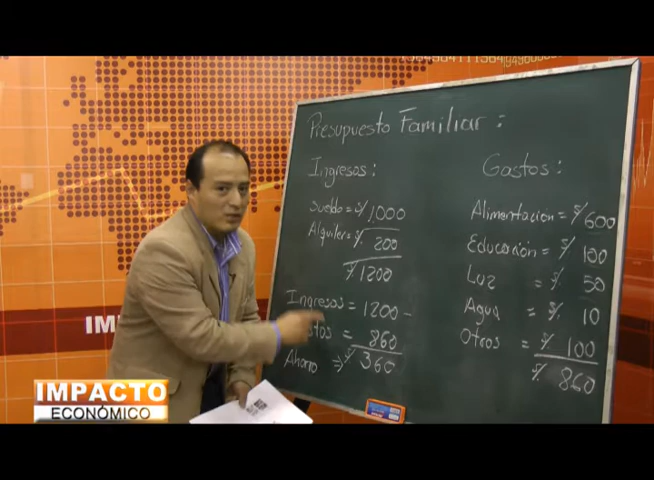 Presupuesto Familiar:
Ingresos:
Sueldo = S/ 1000
Alquiler = S/. 200
S/. 1200
Ingresos = 1200 -
= 860
Ahorro => S/. 360
Gastos:
Alimentación = S/ 600
Educación = S/. 100
Luz = S/. 50
Agua = S/. 10
Otros = S/. 100
S/. 860
IMPACTO
ECONÓMICO